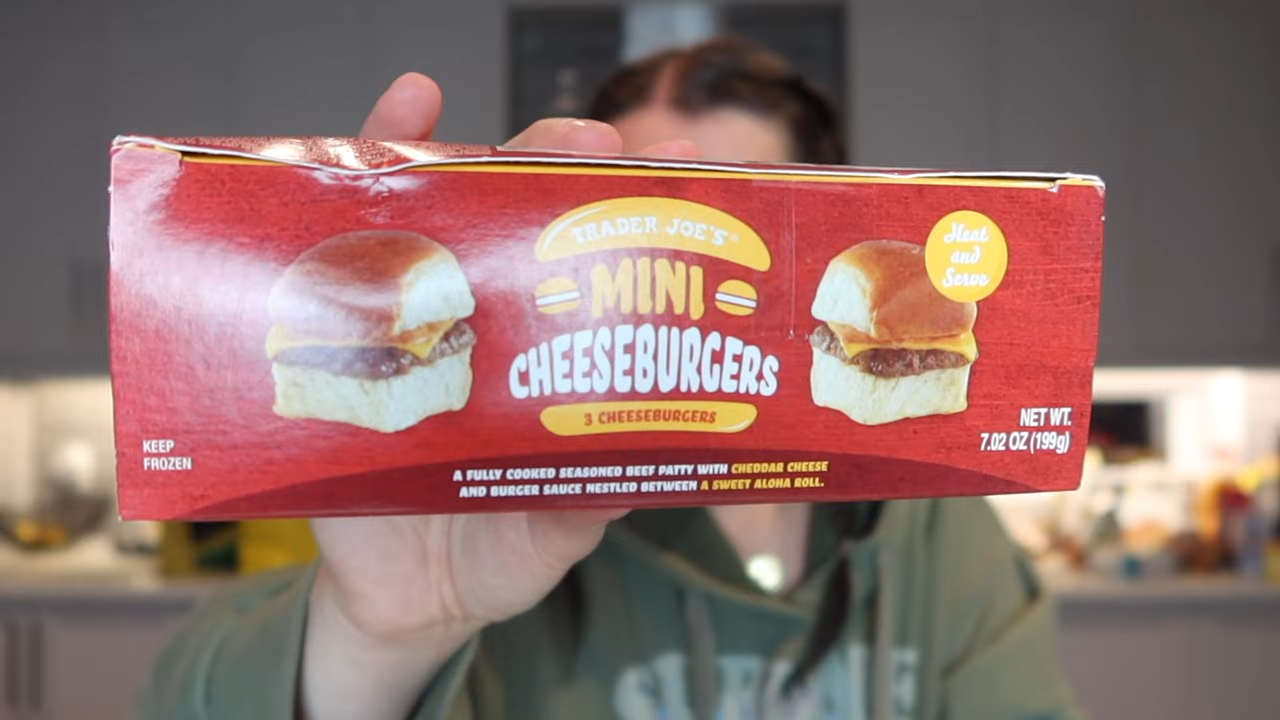 TRADER JOE'S®
MINI
CHEESEBURGERS
3 CHEESEBURGERS
Heat
and
Serve
NET WT.
7.02 OZ (199g)
KEEP
FROZEN
A FULLY COOKED SEASONED BEEF PATTY WITH CHEDDAR CHEESE
AND BURGER SAUCE NESTLED BETWEEN A SWEET ALOHA ROLL.